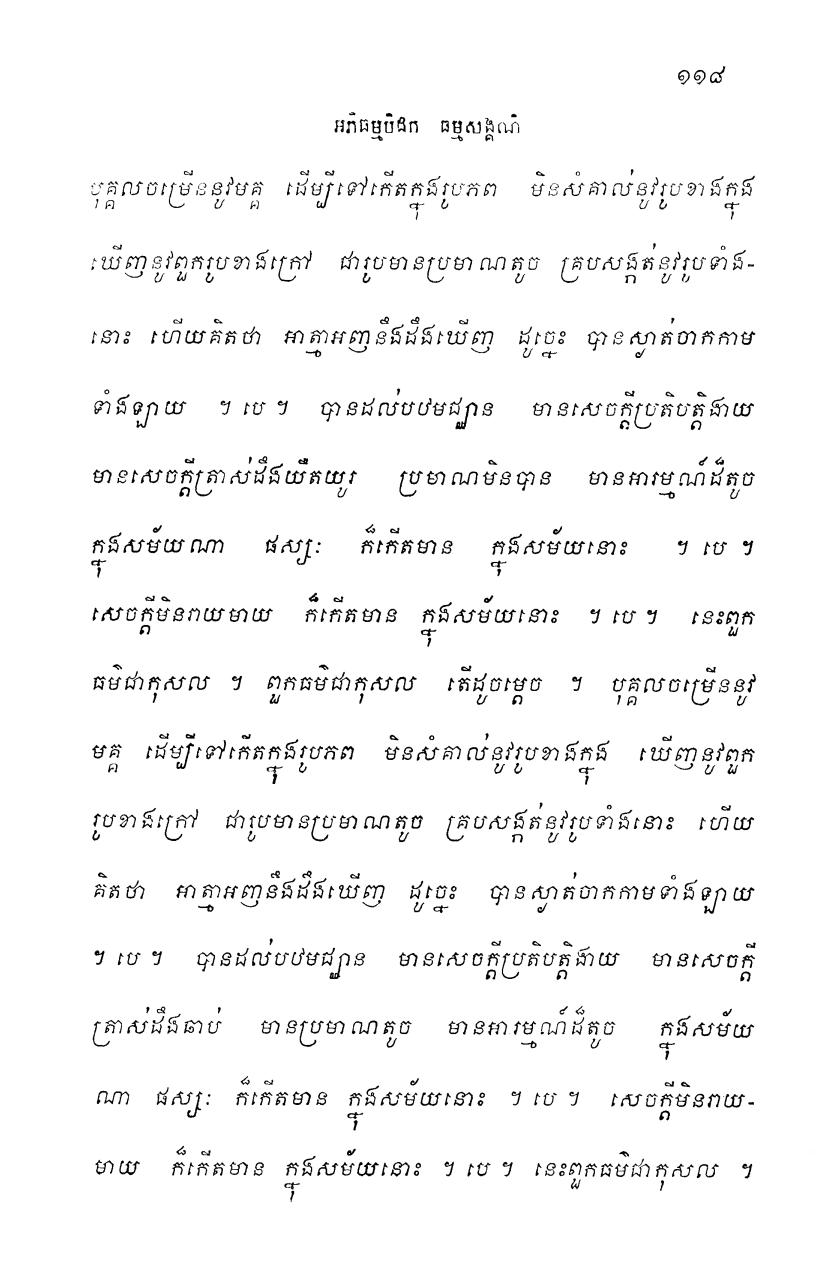 ១១៨
អភិធម្មបិដក ធម្មសង្គណិ
បុគ្គលចម្រើននូវមគ្គ ដើម្បីទៅកើតក្នុងរូបភព មិនសំគាល់នូវរូបខាងក្នុង
ឃើញនូវពួករូបខាងក្រៅ ជារូបមានប្រមាណតូច គ្របសង្កត់នូវរូបទាំង-
នោះ ហើយគិតថា អាត្មាអញនឹងដឹងឃើញ ដូច្នេះ បានស្ងាត់ចាកកាម
ទាំងឡាយ ។ បេ ។ បានដល់បឋមជ្ឈាន មានសេចក្តីប្រតិបត្តិងាយ
មានសេចក្តីត្រាស់ដឹងយឺតយូរ ប្រមាណមិនបាន មានអារម្មណ៍ដ៏តូច
ក្នុងសម័យណា ផស្សៈ ក៏កើតមាន ក្នុងសម័យនោះ ។ បេ ។
សេចក្តីមិនរាយមាយ ក៏កើតមាន ក្នុងសម័យនោះ ។ បេ ។ នេះពួក
ធម៌ជាកុសល ។ ពួកធម៌ជាកុសល តើដូចម្តេច ។ បុគ្គលចម្រើននូវ
មគ្គ ដើម្បីទៅកើតក្នុងរូបភព មិនសំគាល់នូវរូបខាងក្នុង ឃើញនូវពួក
រូបខាងក្រៅ ជារូបមានប្រមាណតូច គ្របសង្កត់នូវរូបទាំងនោះ ហើយ
គិតថា អាត្មាអញនឹងដឹងឃើញ ដូច្នេះ បានស្ងាត់ចាកកាមទាំងឡាយ
។ បេ ។ បានដល់បឋមជ្ឈាន មានសេចក្តីប្រតិបត្តិងាយ មានសេចក្តី
ត្រាស់ដឹងឆាប់ មានប្រមាណតូច មានអារម្មណ៍ដ៏តូច ក្នុងសម័យ
ណា ផស្សៈ ក៏កើតមាន ក្នុងសម័យនោះ ។ បេ ។ សេចក្តីមិនរាយ-
មាយ ក៏កើតមាន ក្នុងសម័យនោះ ។ បេ ។ នេះពួកធម៌ជាកុសល ។